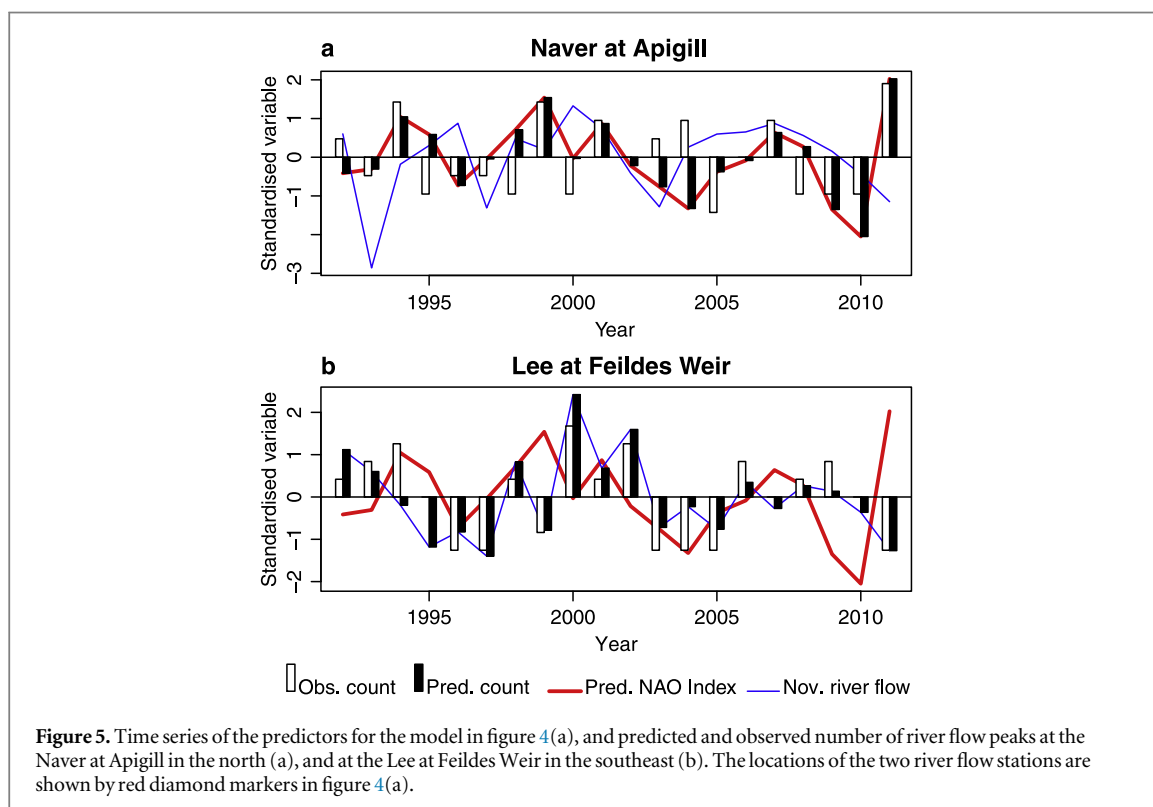 a Naver at Apigill
Standardised variable
2
1
0
−1
−3
1995 2000 2005 2010
Year
b Lee at Feildes Weir
Standardised variable
2
1
0
−1
−2
1995 2000 2005 2010
Year
Obs. count Pred. count Pred. NAO Index Nov. river flow
Figure 5. Time series of the predictors for the model in figure 4(a), and predicted and observed number of river flow peaks at the
Naver at Apigill in the north (a), and at the Lee at Feildes Weir in the southeast (b). The locations of the two river flow stations are
shown by red diamond markers in figure 4(a).